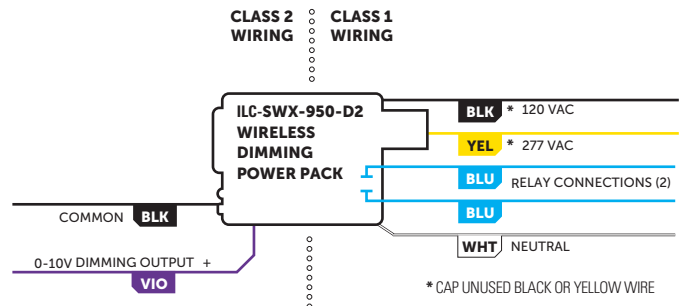 CLASS 2 WIRING
CLASS 1 WIRING
ILC-SWX-950-D2
WIRELESS
DIMMING
POWER PACK
BLK * 120 VAC
YEL * 277 VAC
BLU RELAY CONNECTIONS (2)
BLU
WHT NEUTRAL
COMMON BLK
0-10V DIMMING OUTPUT +
VIO
* CAP UNUSED BLACK OR YELLOW WIRE